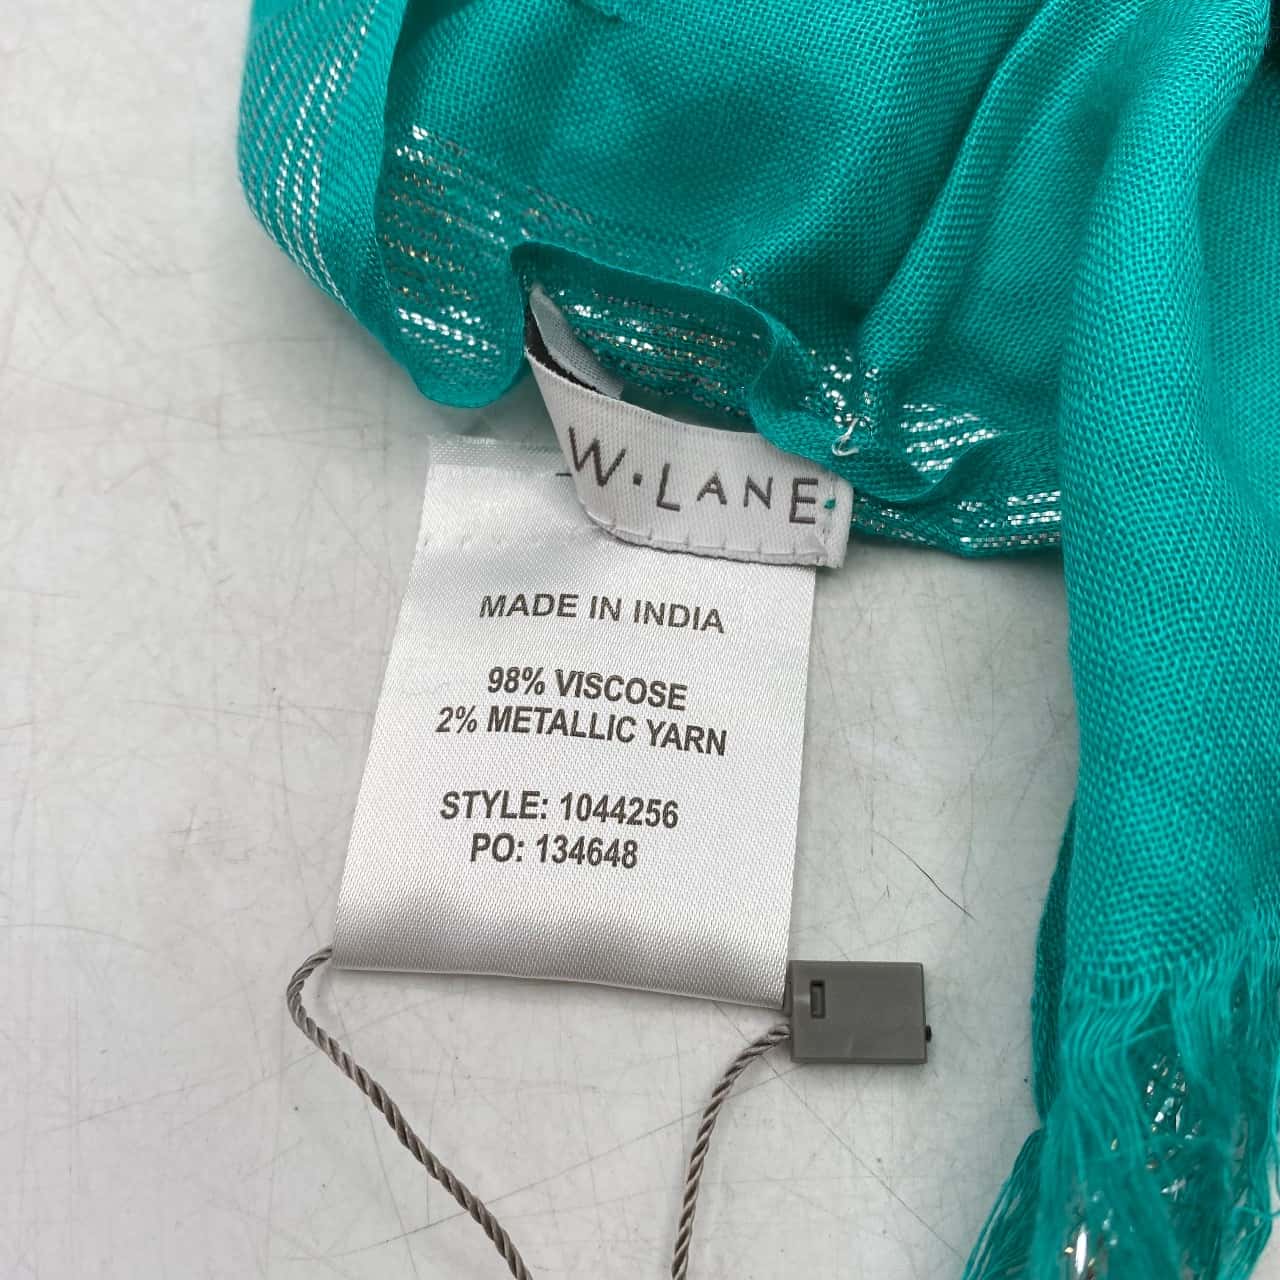 W·LANE
MADE IN INDIA
98% VISCOSE
2% METALLIC YARN
STYLE: 1044256
PO: 134648